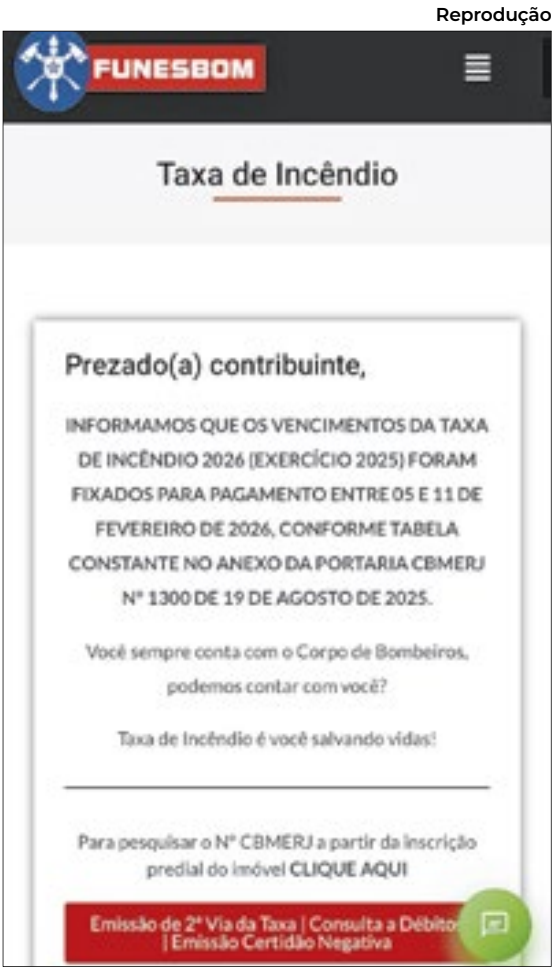 Reprodução
FUNESBOM
Taxa de Incêndio
Prezado(a) contribuinte,
INFORMAMOS QUE OS VENCIMENTOS DA TAXA
DE INCÊNDIO 2026 (EXERCÍCIO 2025) FORAM
FIXADOS PARA PAGAMENTO ENTRE 05 E 11 DE
FEVEREIRO DE 2026, CONFORME TABELA
CONSTANTE NO ANEXO DA PORTARIA CBMERJ
Nº 1300 DE 19 DE AGOSTO DE 2025.
Você sempre conta com o Corpo de Bombeiros,
podemos contar com você?
Taxa de Incêndio é você salvando vidas!
Para pesquisar o Nº CBMERJ a partir da inscrição
predial do imóvel CLIQUE AQUI
Emissão de 2ª Via da Taxa | Consulta a Débito
| Emissão Certidão Negativa